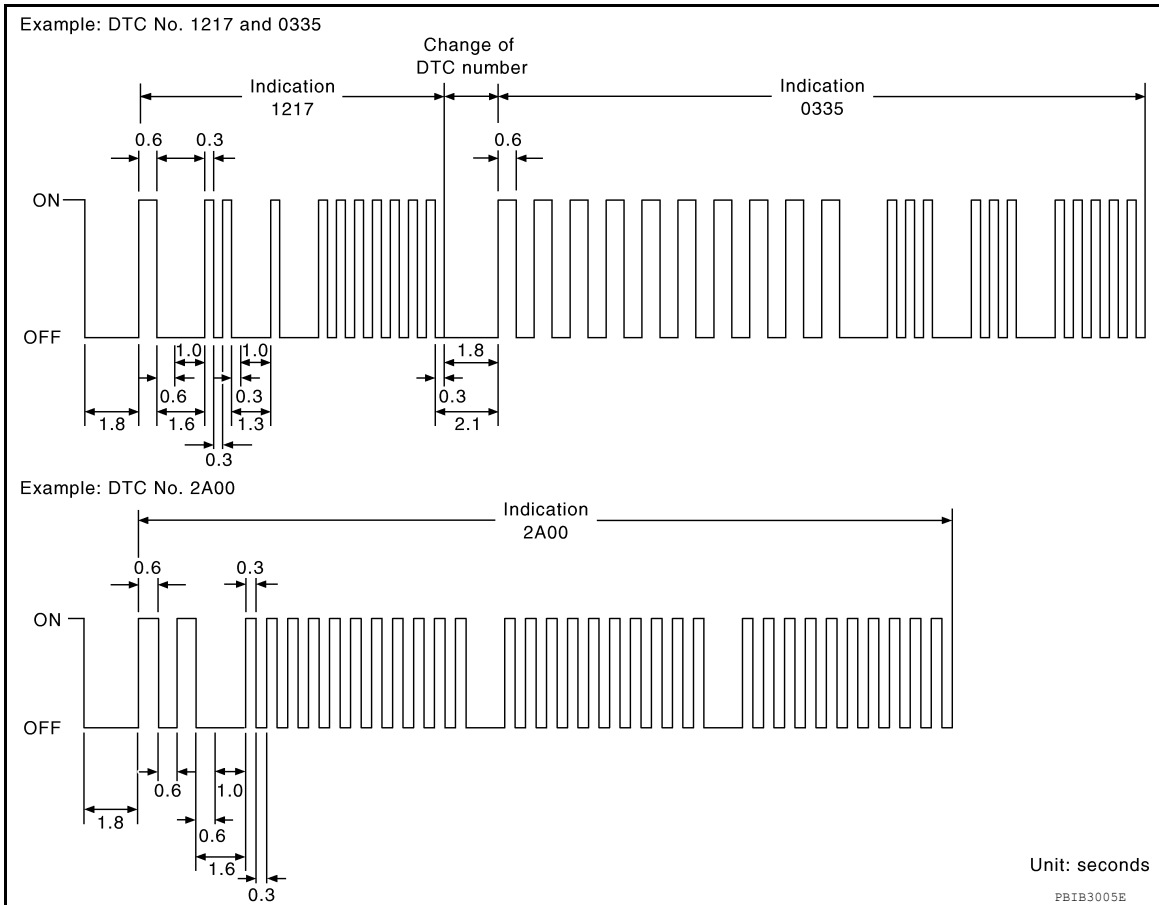 Example: DTC No. 1217 and 0335
Change of
DTC number
Indication
1217
Indication
0335
0.6
0.3
0.6
ON
OFF
1.0
1.0
1.8
0.6
0.3
0.3
1.8
1.6
1.3
2.1
0.3
Example: DTC No. 2A00
Indication
2A00
0.6
0.3
ON
OFF
0.6
1.0
1.8
0.6
1.6
0.3
Unit: seconds
PBIB3005E